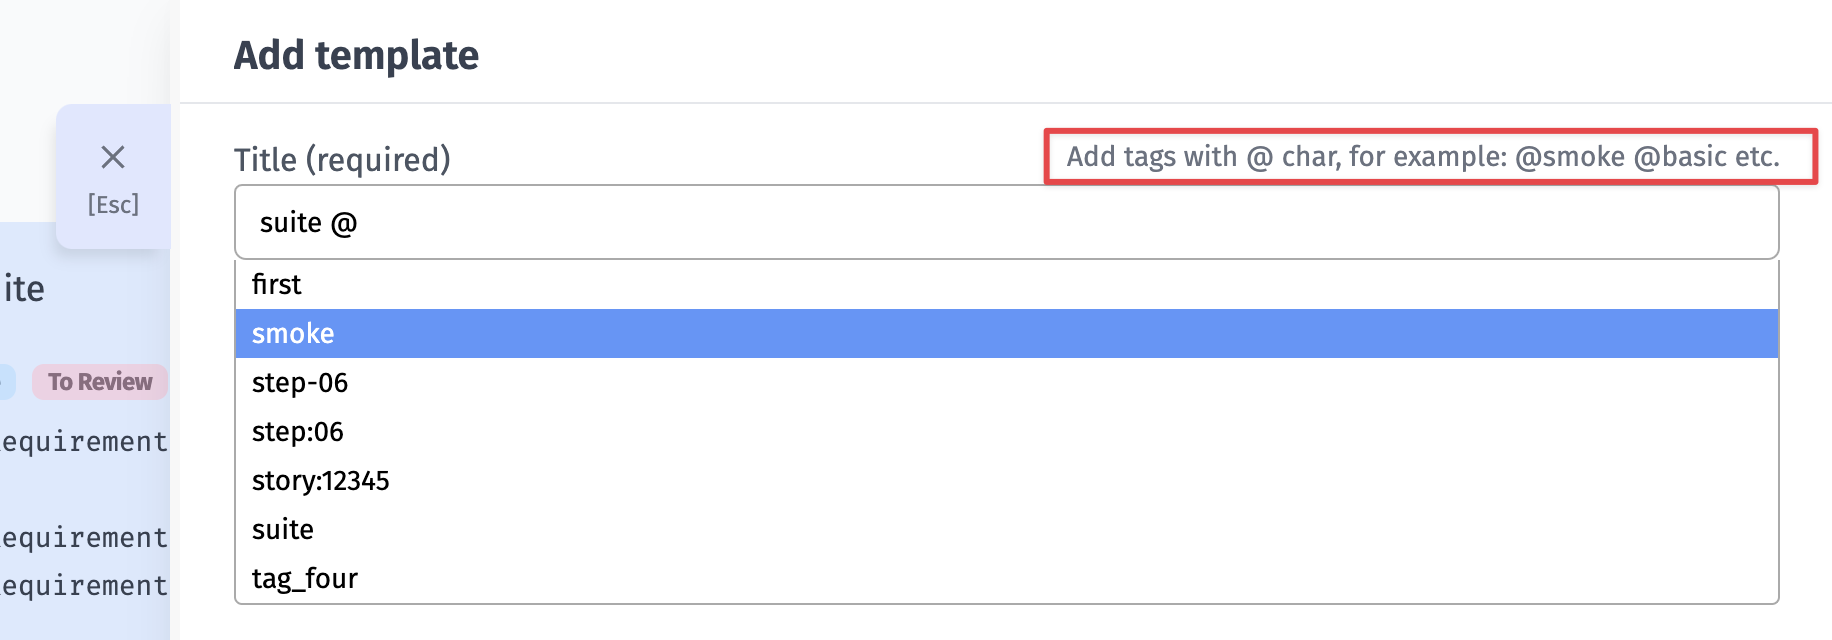 Add template
[Esc]
Title (required)
Add tags with @ char, for example: @smoke @basic etc.
suite @
first
smoke
step-06
step:06
story:12345
suite
tag_four
ite
To Review
equirement
equirement
equirement